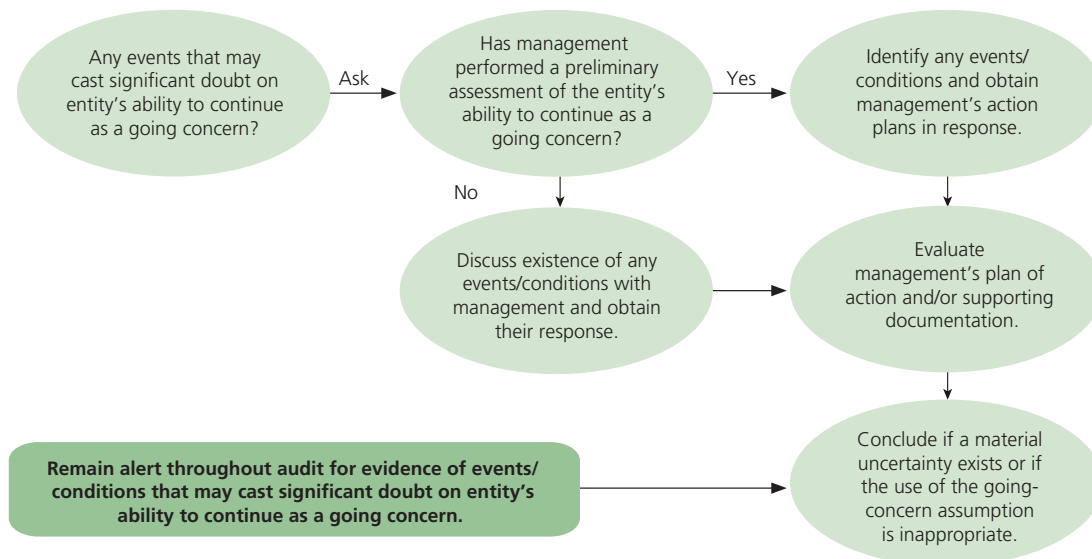 Any events that may
cast significant doubt on
entity's ability to continue
as a going concern?
Ask
Has management
performed a preliminary
assessment of the entity's
ability to continue as a
going concern?
Yes
Identify any events/
conditions and obtain
management's action
plans in response.
No
Discuss existence of any
events/conditions with
management and obtain
their response.
Evaluate
management's plan of
action and/or supporting
documentation.
Remain alert throughout audit for evidence of events/
conditions that may cast significant doubt on entity's
ability to continue as a going concern.
Conclude if a material
uncertainty exists or if
the use of the going-
concern assumption
is inappropriate.